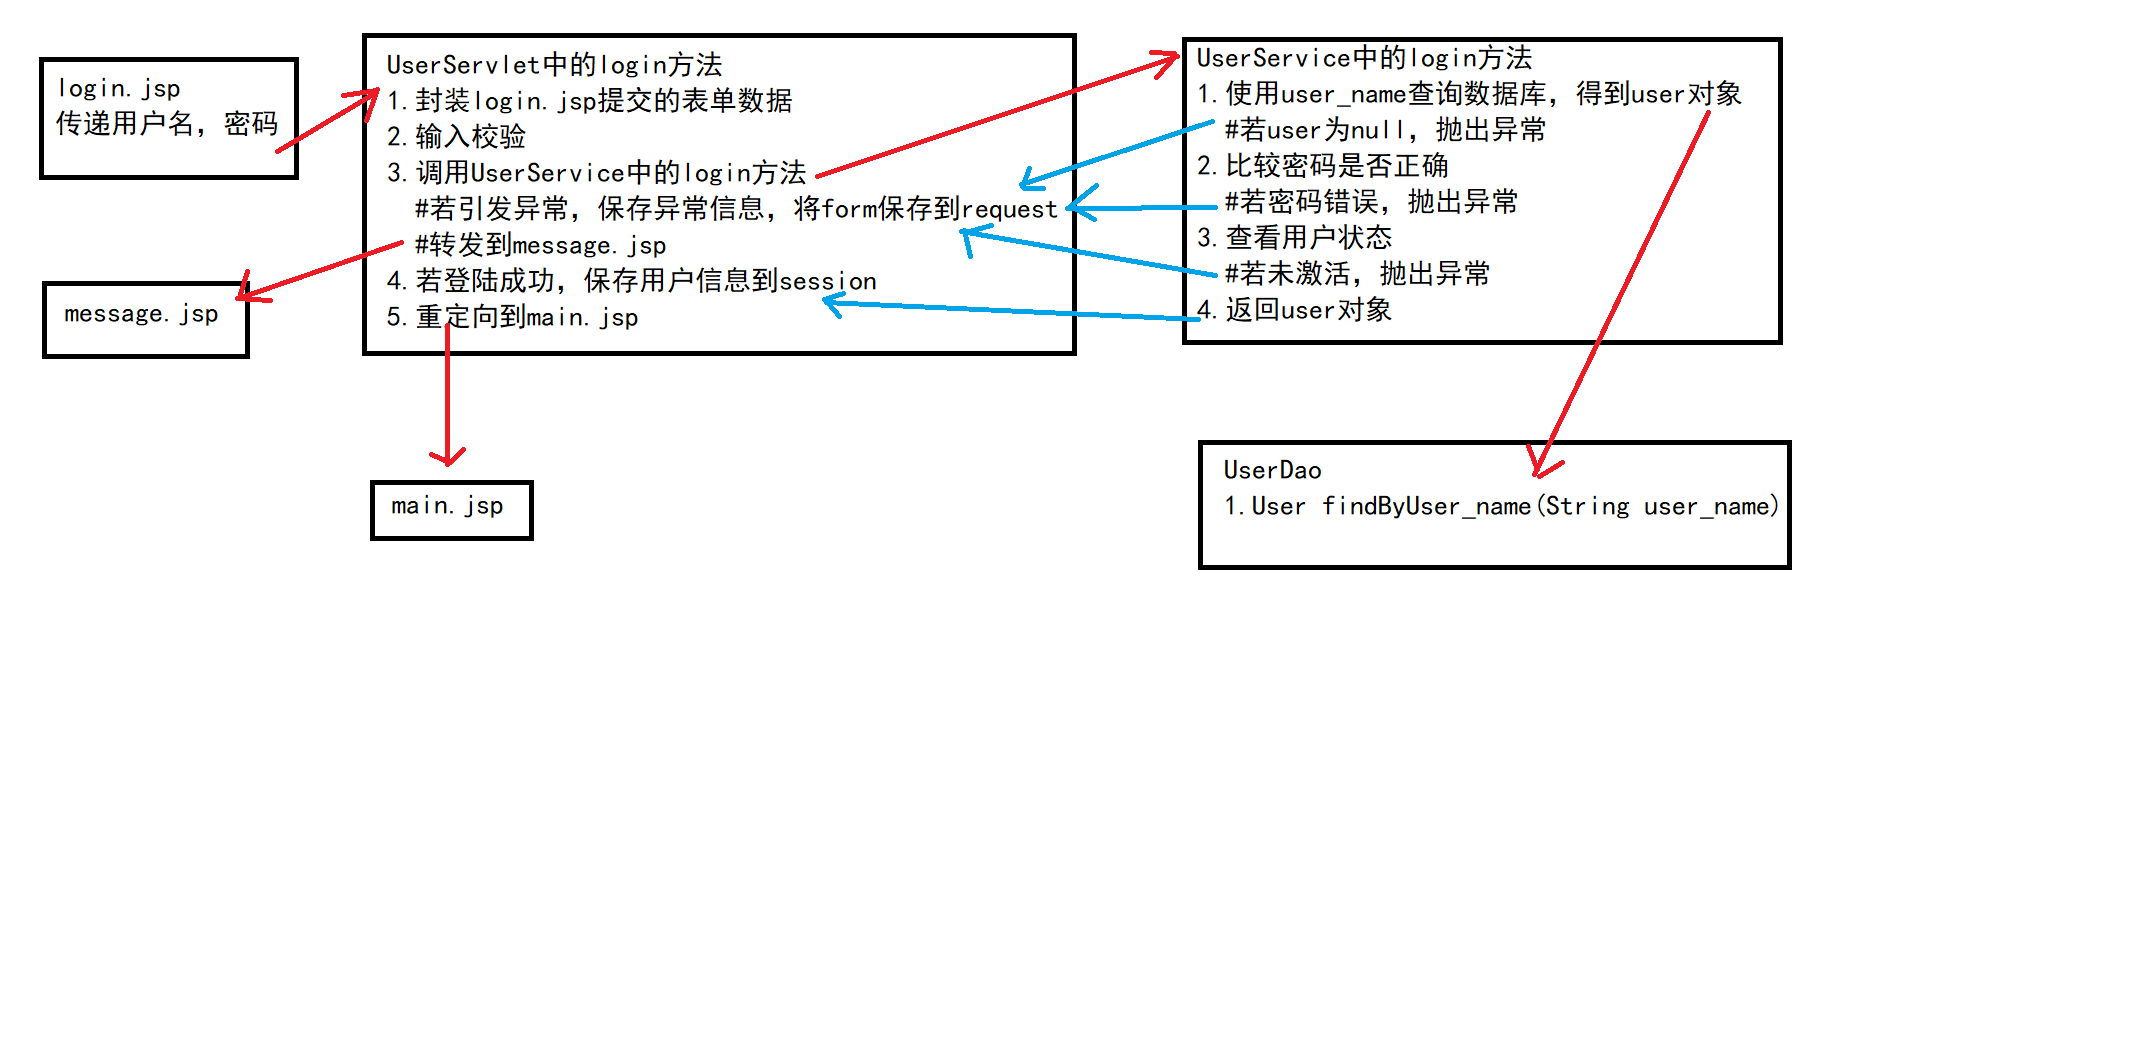 login.jsp
传递用户名，密码
message.jsp
UserServlet中的login方法
1.封装login.jsp提交的表单数据
2.输入校验
3.调用UserService中的login方法
#若引发异常，保存异常信息，将form保存到request
#转发到message.jsp
4.若登陆成功，保存用户信息到session
5.重定向到main.jsp
main.jsp
UserService中的login方法
1.使用user_name查询数据库，得到user对象
#若user为null，抛出异常
2.比较密码是否正确
#若密码错误，抛出异常
3.查看用户状态
#若未激活，抛出异常
4.返回user对象
UserDao
1.User findByUser_name(String user_name)